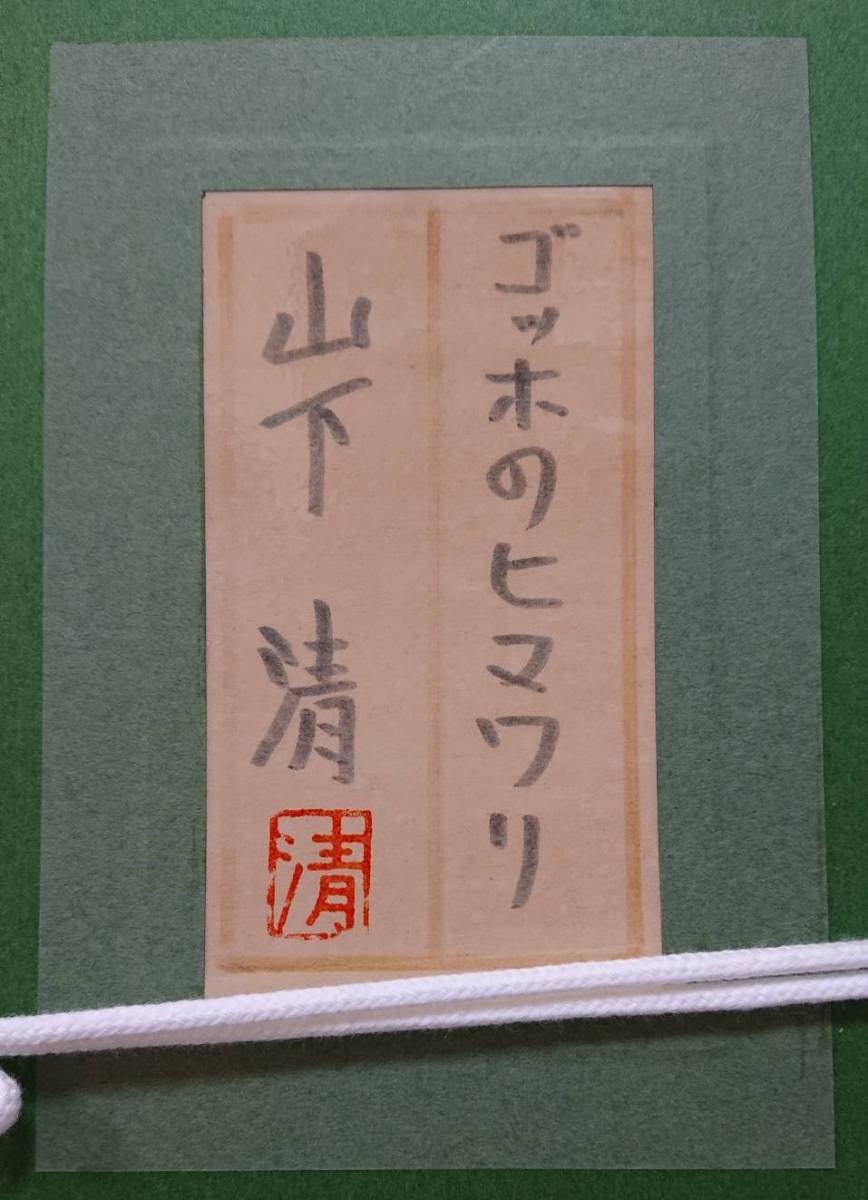 ゴッホのヒマワリ
山下 清
清